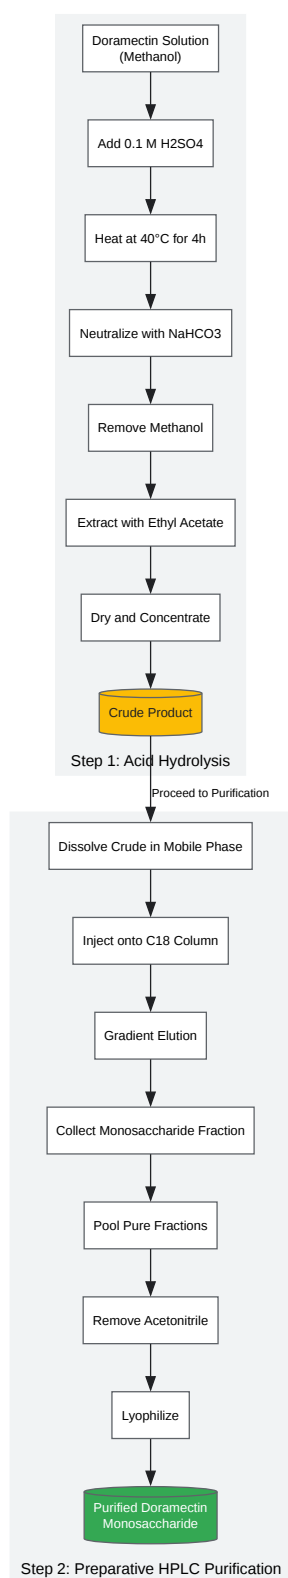 Doramectin Solution
(Methanol)
Add 0.1 M H2SO4
Heat at 40°C for 4h
Neutralize with NaHCO3
Remove Methanol
Extract with Ethyl Acetate
Dry and Concentrate
Crude Product
Step 1: Acid Hydrolysis
Proceed to Purification
Dissolve Crude in Mobile Phase
Inject onto C18 Column
Gradient Elution
Collect Monosaccharide Fraction
Pool Pure Fractions
Remove Acetonitrile
Lyophilize
Purified Doramectin
Monosaccharide
Step 2: Preparative HPLC Purification